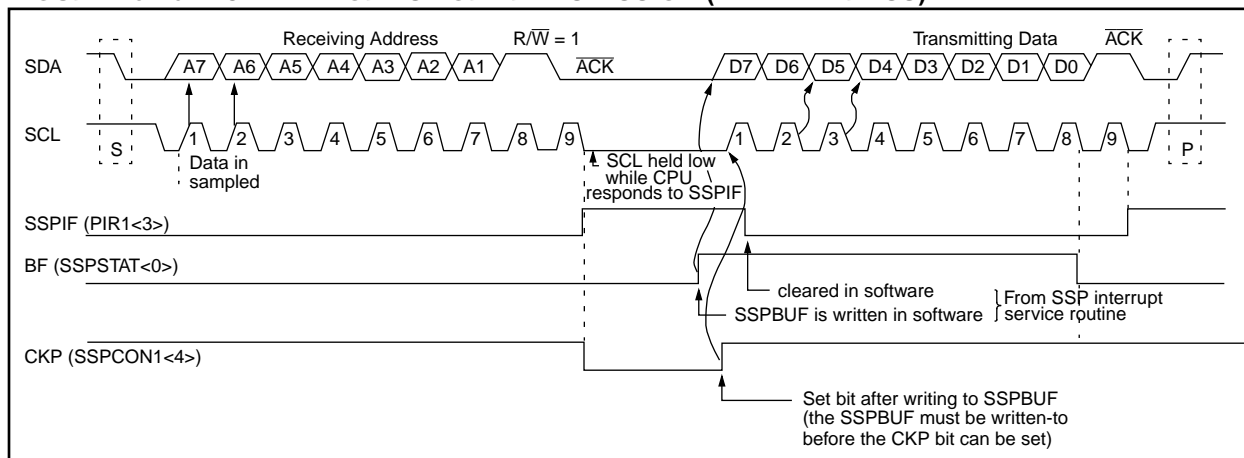 Receiving Address R/W = 1 Transmitting Data ACK
SDA A7 A6 A5 A4 A3 A2 A1 ACK D7 D6 D5 D4 D3 D2 D1 D0
SCL S 1 2 3 4 5 6 7 8 9 1 2 3 4 5 6 7 8 9 P
Data in
sampled
SCL held low
while CPU
responds to SSPIF
SSPIF (PIR1<3>)
BF (SSPSTAT<0>)
cleared in software
SSPBUF is written in software
From SSP interrupt
service routine
CKP (SSPCON1<4>)
Set bit after writing to SSPBUF
(the SSPBUF must be written-to
before the CKP bit can be set)